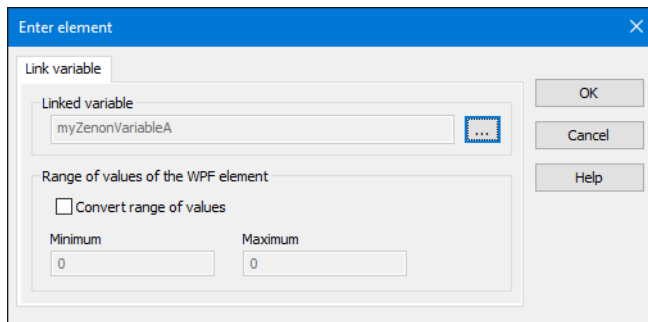 Enter element
Link variable
Linked variable
myZenonVariableA
...
Range of values of the WPF element
Convert range of values
Minimum
Maximum
0
0
OK
Cancel
Help